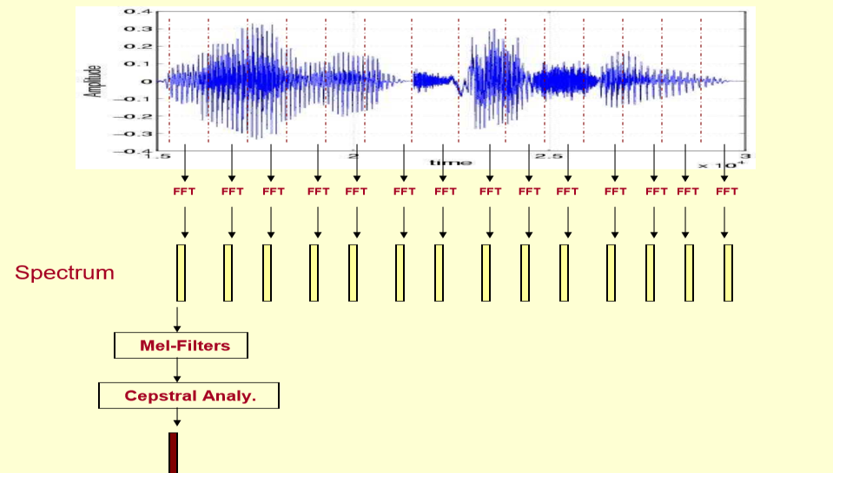 0.4
0.3
0.2
0.1
0
-0.1
-0.2
-0.3
-0.4
Amplitude
1.5 2 2.5 3
time
x 10⁴
FFT FFT FFT FFT FFT FFT FFT FFT FFT FFT FFT FFT FFT FFT
Spectrum
Mel-Filters
Cepstral Analy.